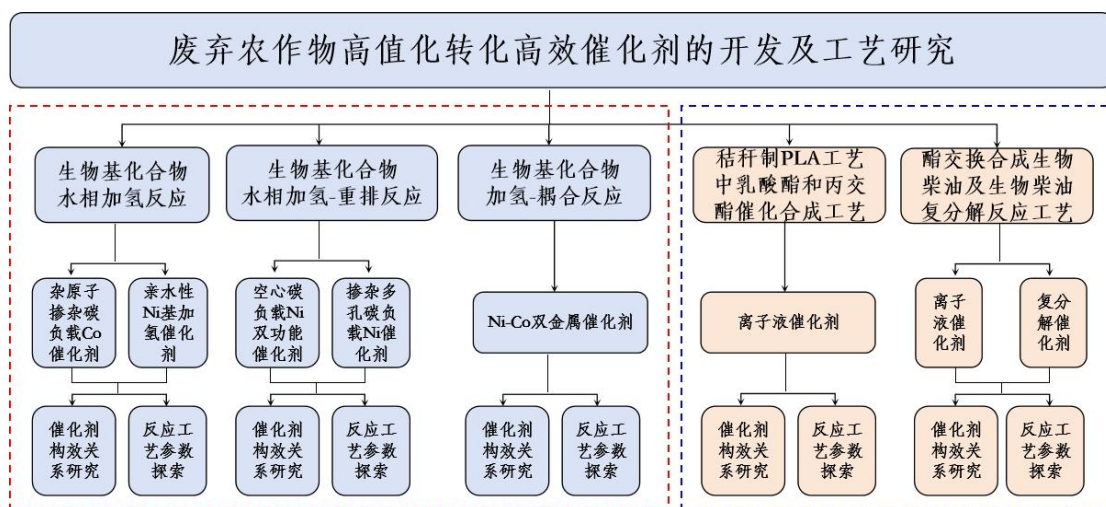 废弃农作物高值化转化高效催化剂的开发及工艺研究
生物基化合物
水相加氢反应
生物基化合物
水相加氢-重排反应
生物基化合物
加氢-耦合反应
秸秆制PLA工艺
中乳酸酯和丙交
酯催化合成工艺
酯交换合成生物
柴油及生物柴油
复分解反应工艺
杂原子
掺杂碳
负载Co
催化剂
亲水性
Ni基加
氢催化
剂
空心碳
负载Ni
双功能
催化剂
掺杂多
孔碳负
载Ni催
化剂
Ni-Co双金属催化剂
离子液催化剂
离子
液催
化剂
复分
解催
化剂
催化剂
构效关
系研究
反应工
艺参数
探索
催化剂
构效关
系研究
反应工
艺参数
探索
催化剂
构效关
系研究
反应工
艺参数
探索
催化剂
构效关
系研究
反应工
艺参数
探索
催化剂
构效关
系研究
反应工
艺参数
探索